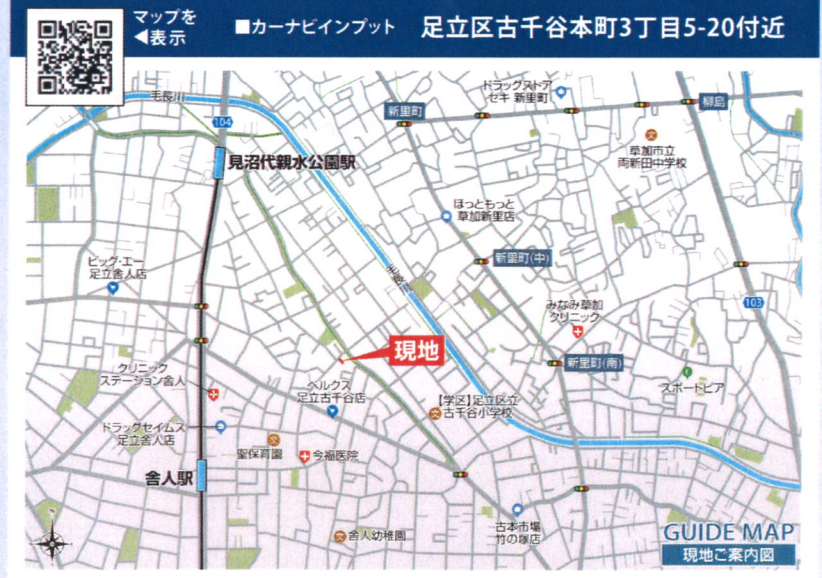 マップを
◀表示
■カーナビインプット 足立区古千谷本町3丁目5-20付近
毛長川
104
見沼代親水公園駅
新里町
ドラッグストア
セキ 新里町
柳島
草加市立
両新田中学校
ほっともっと
草加新里店
新里町(中)
毛長川
ビッグ・エー
足立舎人店
みなみ草加
クリニック
103
現地
新里町(南)
スポートピア
クリニック
ステーション舎人
ベルクス
足立古千谷店
【学区】足立区立
古千谷小学校
ドラッグセイムス
足立舎人店
聖保育園
今福医院
舎人駅
舎人幼稚園
古本市場
竹の塚店
GUIDE MAP
現地ご案内図